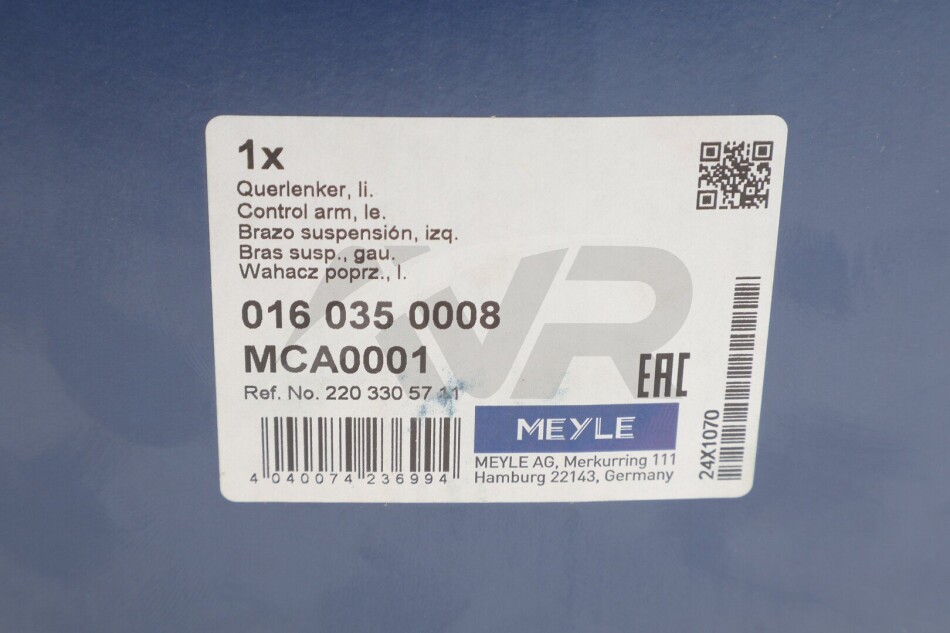 1x
Querlenker, li.
Control arm, le.
Brazo suspensión, izq.
Bras susp., gau.
Wahacz poprz., l.
016 035 0008
MCA0001
Ref. No. 220 330 57 11
EAC
MEYLE
MEYLE AG, Merkurring 111
Hamburg 22143, Germany
4 040074 236994
24X1070